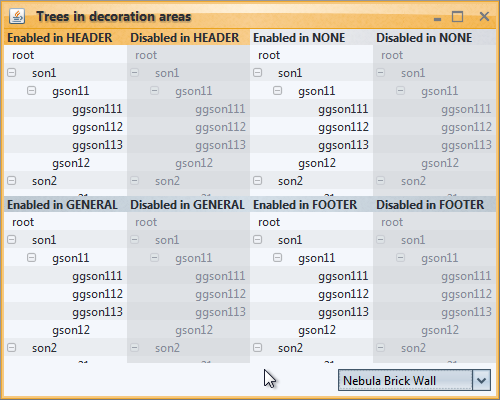 Trees in decoration areas
Enabled in HEADER Disabled in HEADER Enabled in NONE Disabled in NONE
root root root root
son1 son1 son1 son1
gson11 gson11 gson11 gson11
ggson111 ggson111 ggson111 ggson111
ggson112 ggson112 ggson112 ggson112
ggson113 ggson113 ggson113 ggson113
gson12 gson12 gson12 gson12
son2 son2 son2 son2
Enabled in GENERAL Disabled in GENERAL Enabled in FOOTER Disabled in FOOTER
root root root root
son1 son1 son1 son1
gson11 gson11 gson11 gson11
ggson111 ggson111 ggson111 ggson111
ggson112 ggson112 ggson112 ggson112
ggson113 ggson113 ggson113 ggson113
gson12 gson12 gson12 gson12
son2 son2 son2 son2
Nebula Brick Wall